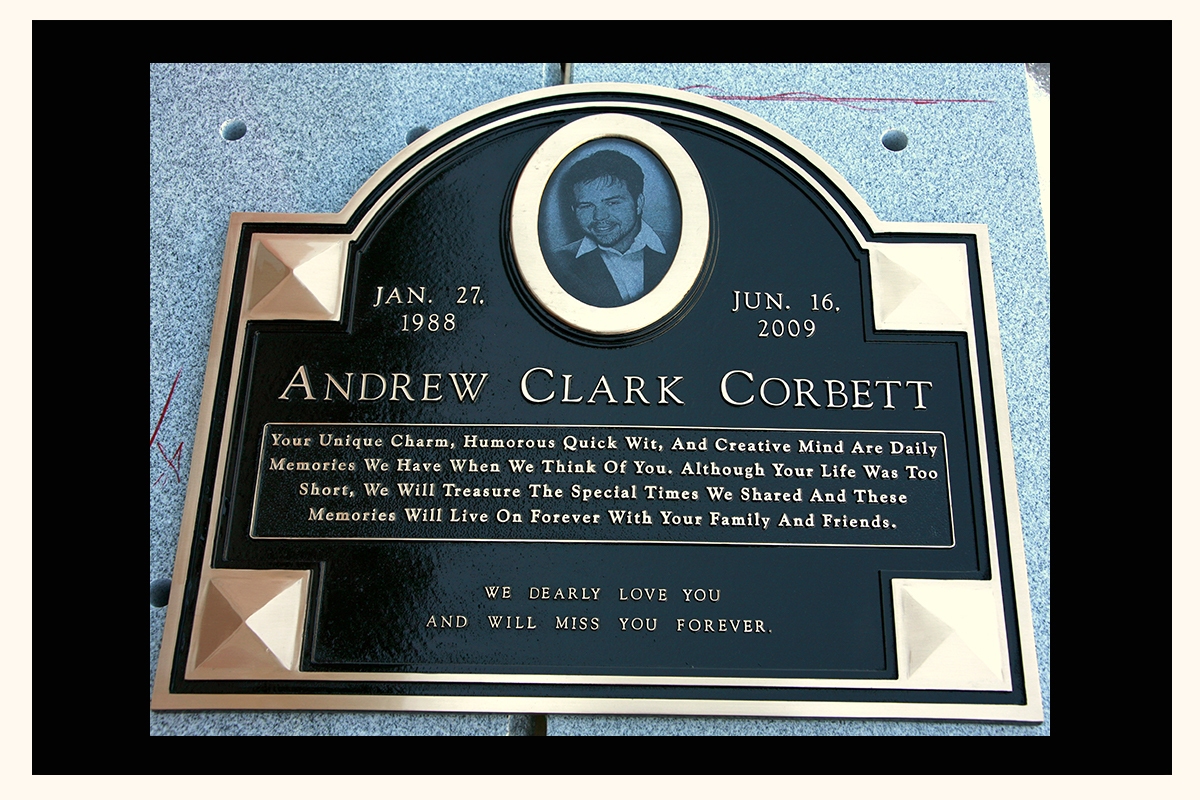 JAN. 27,
1988
JUN. 16,
2009
ANDREW CLARK CORBETT
Your Unique Charm, Humorous Quick Wit, And Creative Mind Are Daily
Memories We Have When We Think Of You. Although Your Life Was Too
Short, We Will Treasure The Special Times We Shared And These
Memories Will Live On Forever With Your Family And Friends.
WE DEARLY LOVE YOU
AND WILL MISS YOU FOREVER.